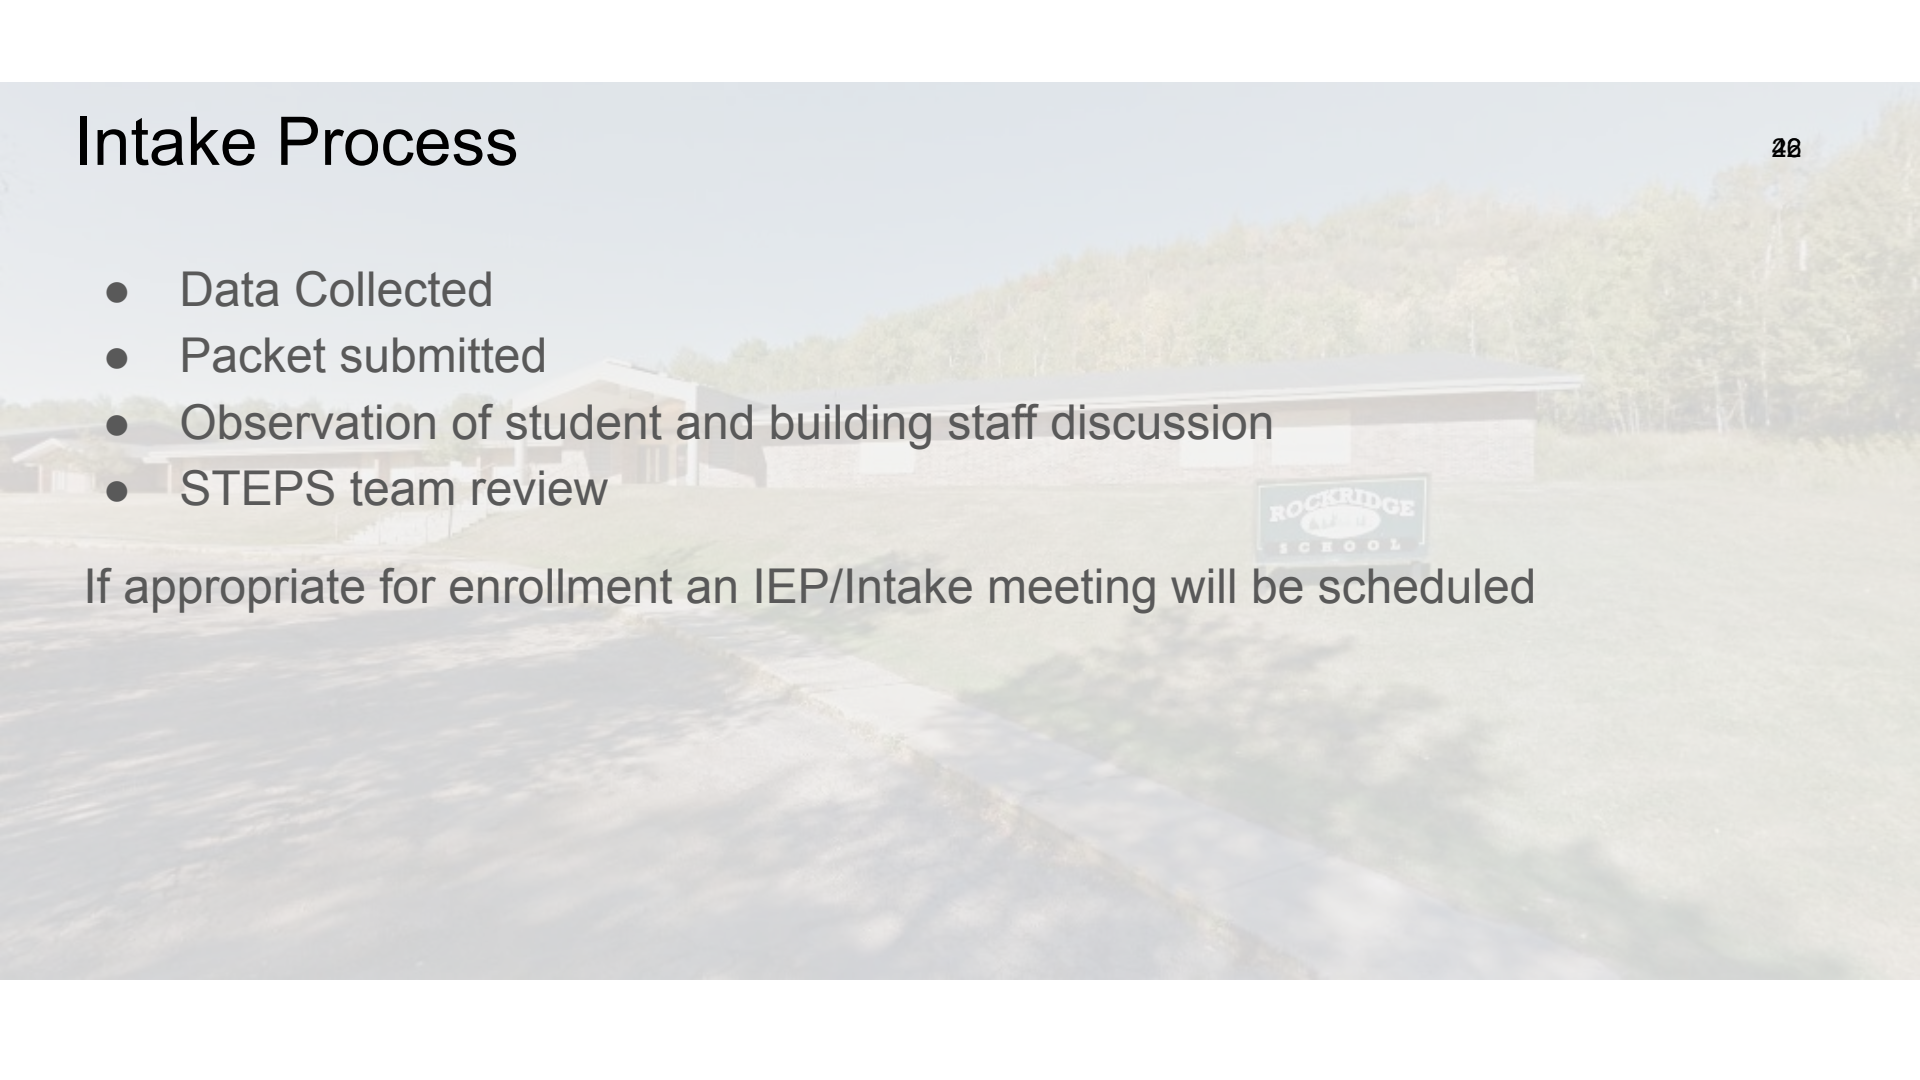 Intake Process
● Data Collected
● Packet submitted
● Observation of student and building staff discussion
● STEPS team review
ROCKRIDGE
SCHOOL
If appropriate for enrollment an IEP/Intake meeting will be scheduled